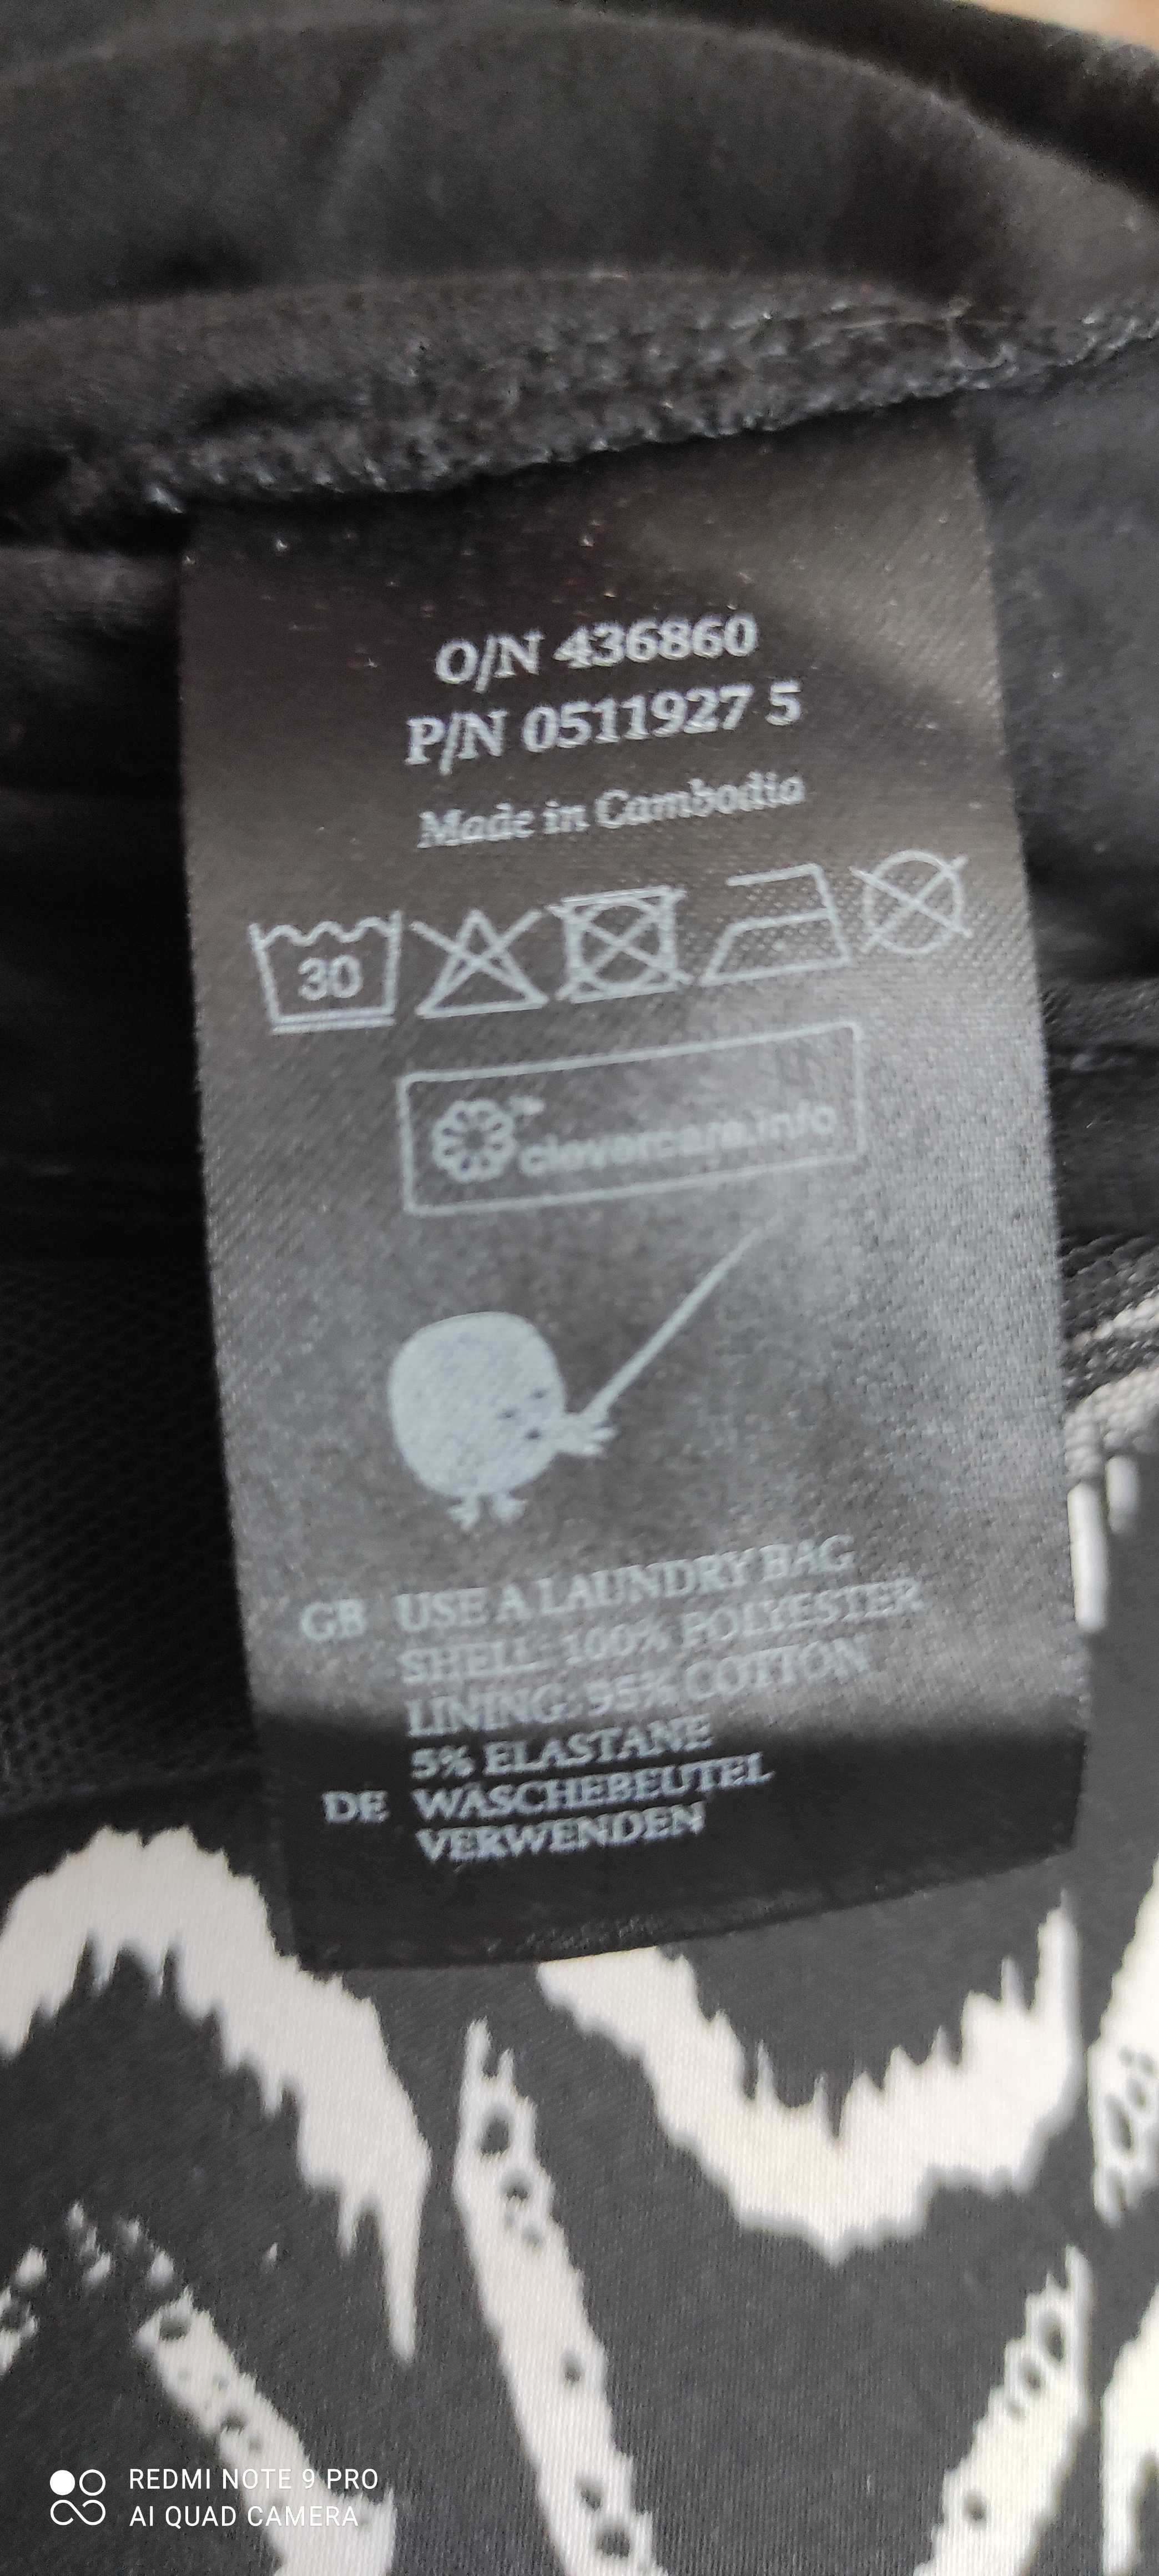 O/N 436860
P/N 0511927 5
Made in Cambodia
30
clevercare.info
GB USE A LAUNDRY BAG
SHELL: 100% POLYESTER
LINING: 95% COTTON
5% ELASTANE
DE WÄSCHEBEUTEL
VERWENDEN
REDMI NOTE 9 PRO
AI QUAD CAMERA